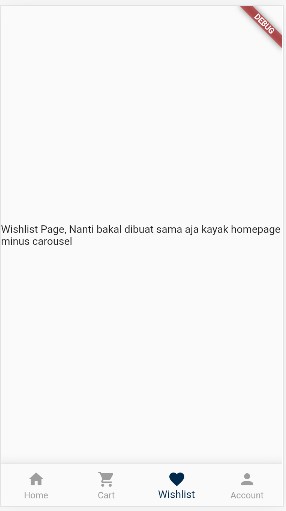 DEBUG
Wishlist Page, Nanti bakal dibuat sama aja kayak homepage
minus carousel
Home
Cart
Wishlist
Account